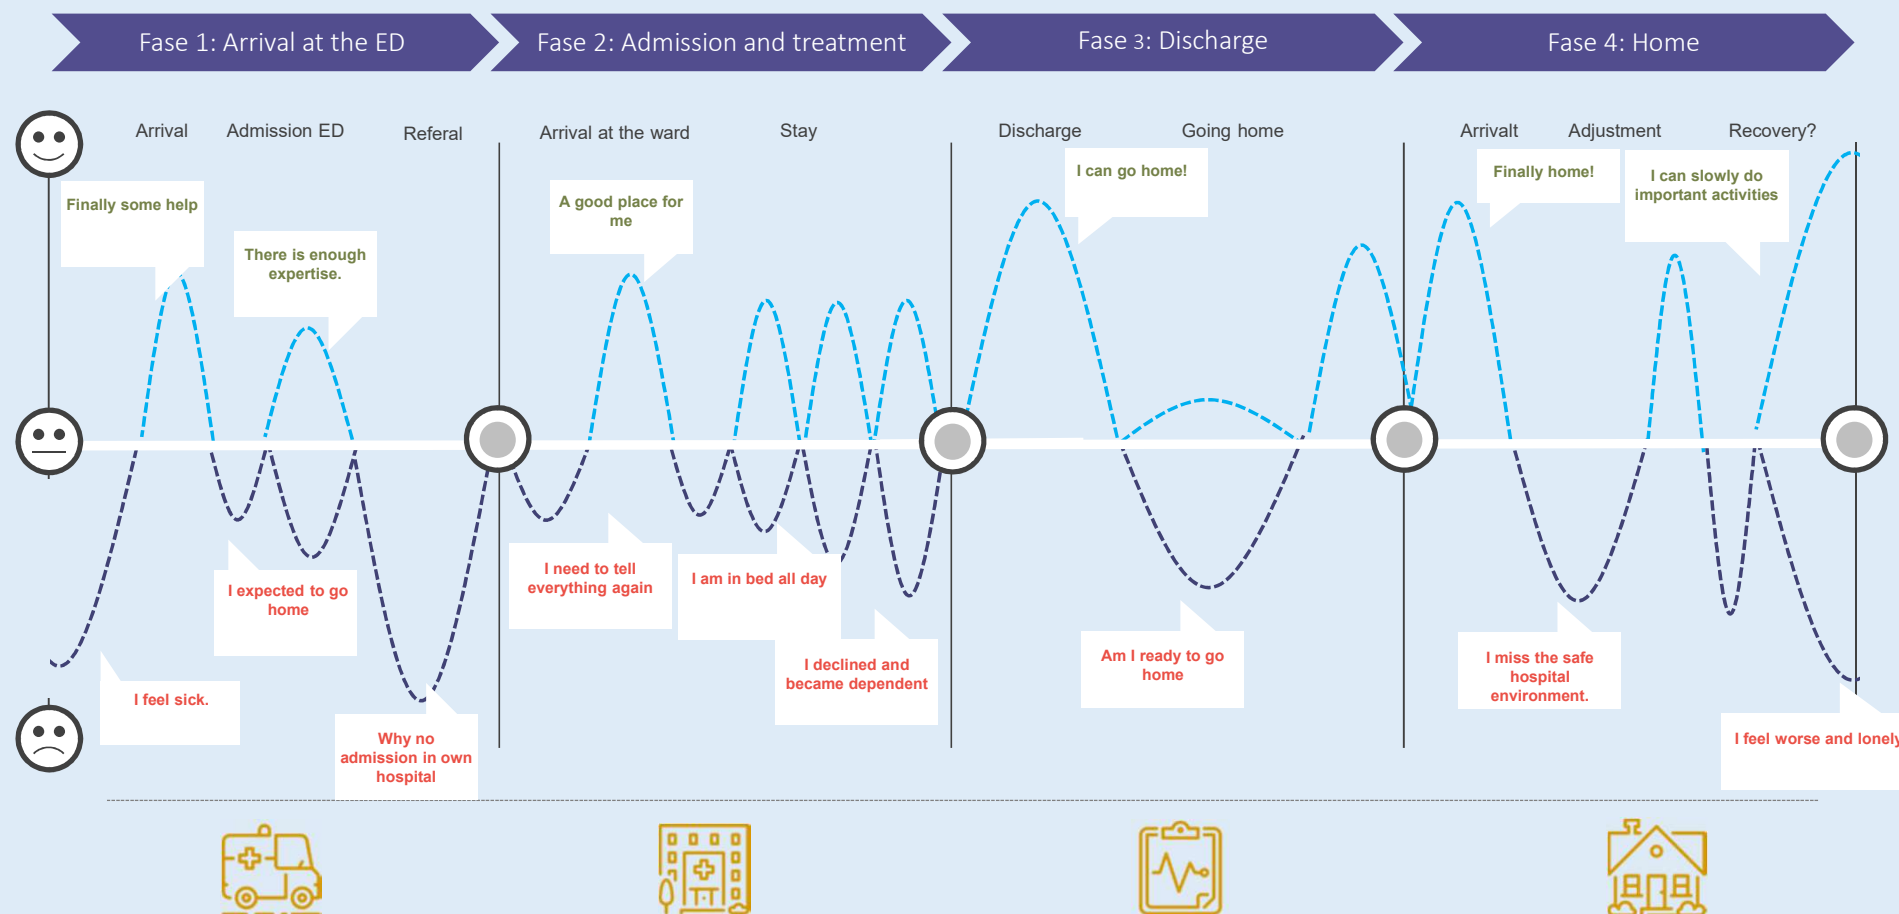 Fase 1: Arrival at the ED
Fase 2: Admission and treatment
Fase 3: Discharge
Fase 4: Home
Arrival
Admission ED
Referal
Arrival at the ward
Stay
Discharge
Going home
Arrivalt
Adjustment
Recovery?
Finally some help
There is enough
expertise.
A good place for
me
I can go home!
Finally home!
I can slowly do
important activities
I feel sick.
I expected to go
home
Why no
admission in own
hospital
I need to tell
everything again
I am in bed all day
I declined and
became dependent
Am I ready to go
home
I miss the safe
hospital
environment.
I feel worse and lonely